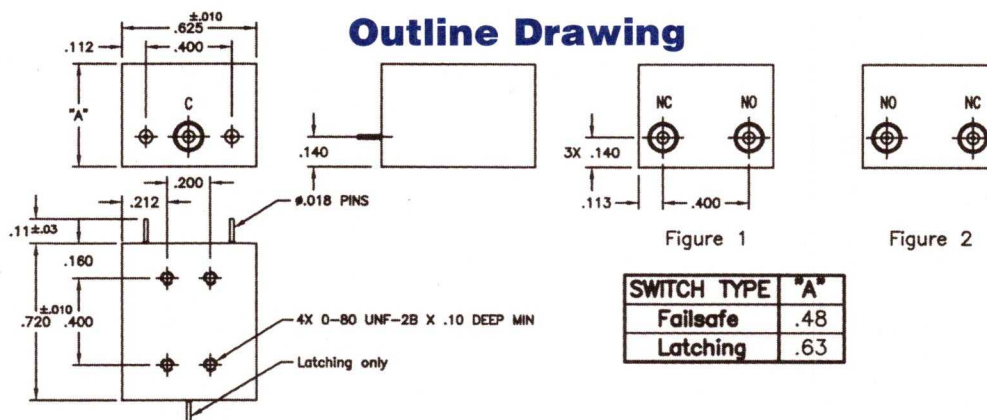 Outline Drawing
±.010
.625
.112
.400
C
"A"
.140
NC NO
3X .140
.113
.400
Figure 1
NO NC
Figure 2
.200
.212
ø.018 PINS
.11±.03
.160
±.010
.720 .400
4X 0-80 UNF-2B X .10 DEEP MIN
Latching only
SWITCH TYPE "A"
Failsafe .48
Latching .63